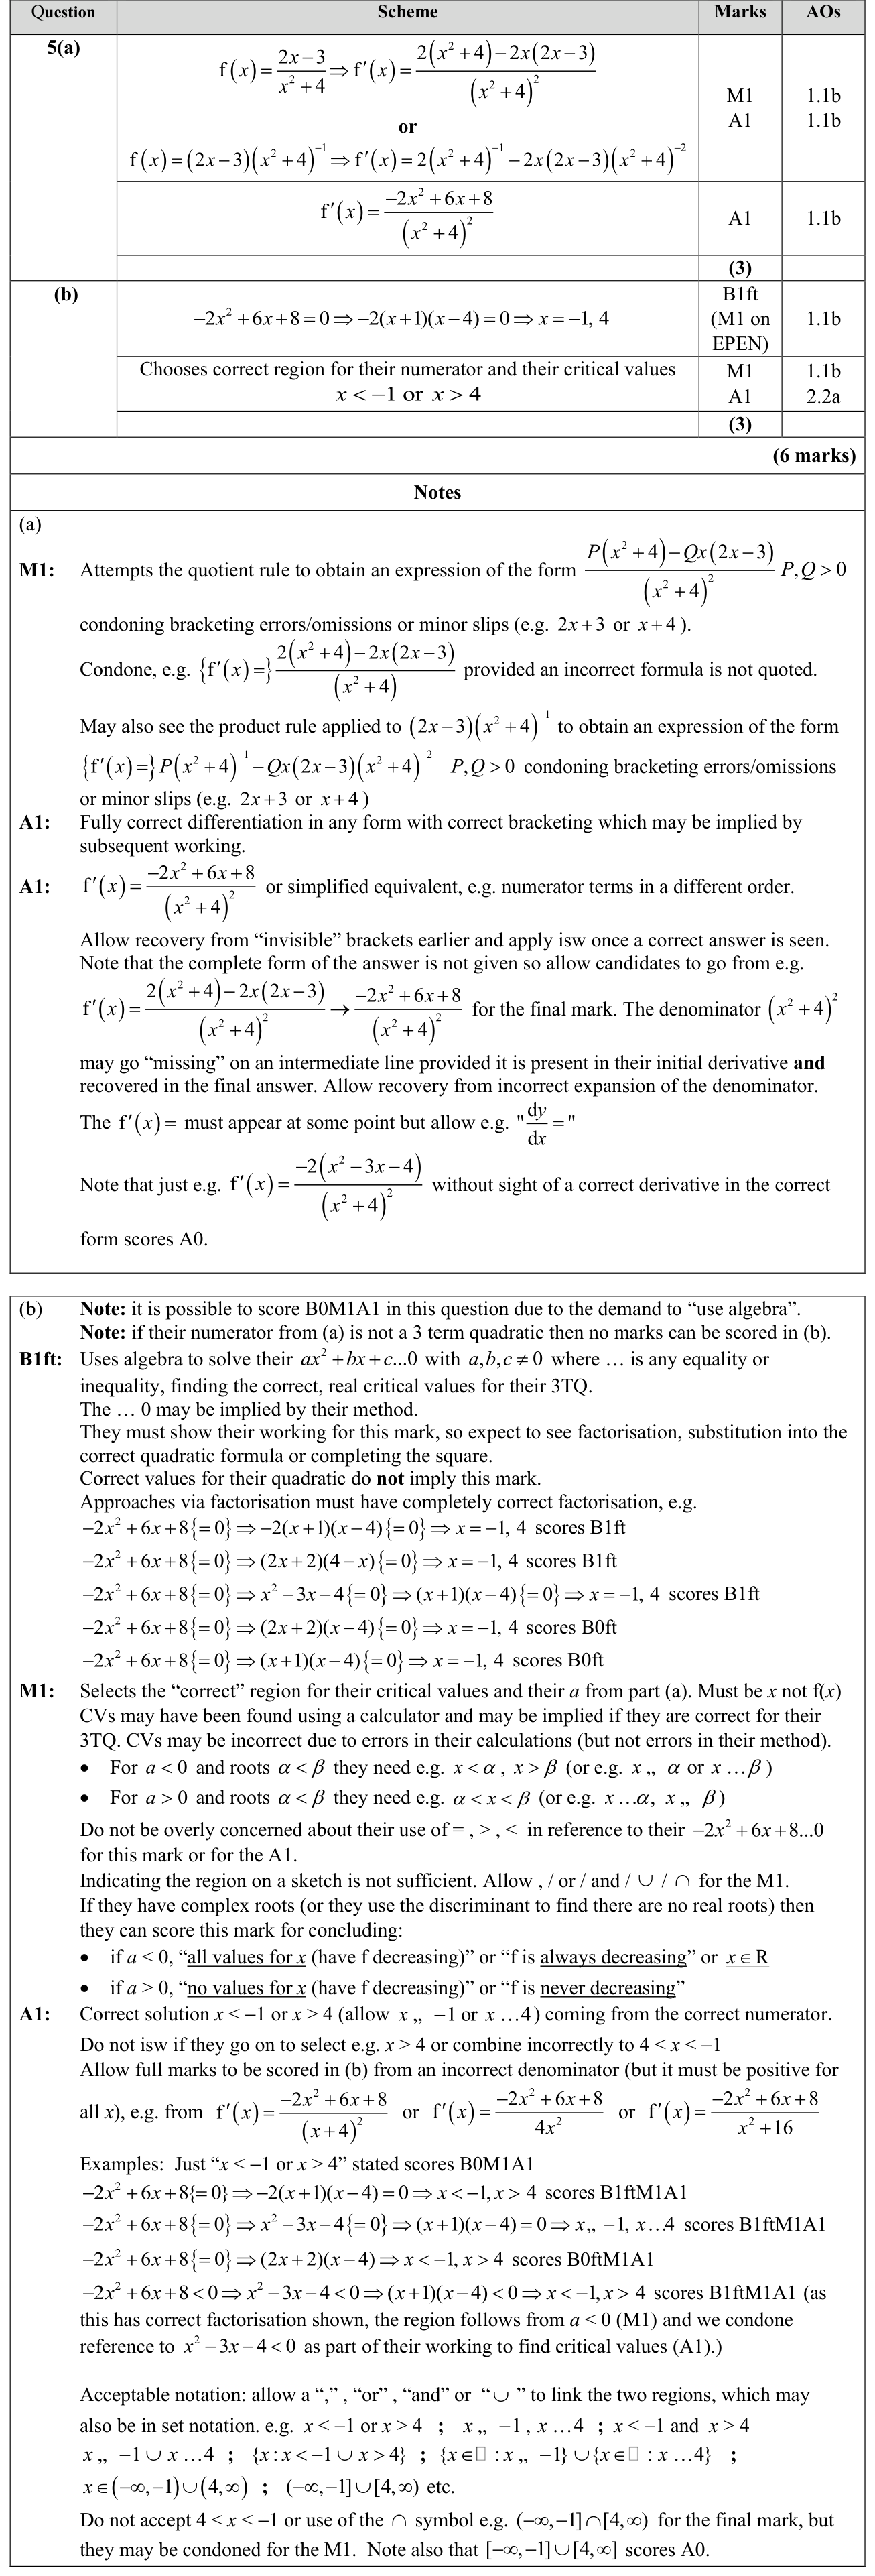 Question Scheme Marks AOs
5(a) f(x) = (2x−3)/(x²+4) ⇒ f′(x) = (2(x²+4)−2x(2x−3))/(x²+4)²
or
f(x) = (2x−3)(x²+4)⁻¹ ⇒ f′(x) = 2(x²+4)⁻¹ − 2x(2x−3)(x²+4)⁻²
M1 1.1b
A1 1.1b
f′(x) = (−2x²+6x+8)/(x²+4)² A1 1.1b
(3)
(b) −2x²+6x+8 = 0 ⇒ −2(x+1)(x−4) = 0 ⇒ x = −1, 4
B1ft
(M1 on
EPEN)
1.1b
Chooses correct region for their numerator and their critical values
x < −1 or x > 4
M1 1.1b
A1 2.2a
(3)
(6 marks)
Notes
(a)
M1: Attempts the quotient rule to obtain an expression of the form (P(x²+4)−Qx(2x−3))/(x²+4)² P,Q > 0
condoning bracketing errors/omissions or minor slips (e.g. 2x+3 or x+4).
Condone, e.g. {f′(x)=} (2(x²+4)−2x(2x−3))/(x²+4) provided an incorrect formula is not quoted.
May also see the product rule applied to (2x−3)(x²+4)⁻¹ to obtain an expression of the form
{f′(x)=} P(x²+4)⁻¹ − Qx(2x−3)(x²+4)⁻² P,Q > 0 condoning bracketing errors/omissions
or minor slips (e.g. 2x+3 or x+4)
A1: Fully correct differentiation in any form with correct bracketing which may be implied by
subsequent working.
A1: f′(x) = (−2x²+6x+8)/(x²+4)² or simplified equivalent, e.g. numerator terms in a different order.
Allow recovery from “invisible” brackets earlier and apply isw once a correct answer is seen.
Note that the complete form of the answer is not given so allow candidates to go from e.g.
f′(x) = (2(x²+4)−2x(2x−3))/(x²+4)² → (−2x²+6x+8)/(x²+4)² for the final mark. The denominator (x²+4)²
may go “missing” on an intermediate line provided it is present in their initial derivative and
recovered in the final answer. Allow recovery from incorrect expansion of the denominator.
The f′(x) = must appear at some point but allow e.g. "dy/dx ="
Note that just e.g. f′(x) = (−2(x²−3x−4))/(x²+4)² without sight of a correct derivative in the correct
form scores A0.
(b) Note: it is possible to score B0M1A1 in this question due to the demand to “use algebra”.
Note: if their numerator from (a) is not a 3 term quadratic then no marks can be scored in (b).
B1ft: Uses algebra to solve their ax²+bx+c...0 with a,b,c ≠ 0 where … is any equality or
inequality, finding the correct, real critical values for their 3TQ.
The … 0 may be implied by their method.
They must show their working for this mark, so expect to see factorisation, substitution into the
correct quadratic formula or completing the square.
Correct values for their quadratic do not imply this mark.
Approaches via factorisation must have completely correct factorisation, e.g.
−2x²+6x+8{=0} ⇒ −2(x+1)(x−4){=0} ⇒ x = −1, 4 scores B1ft
−2x²+6x+8{=0} ⇒ (2x+2)(4−x){=0} ⇒ x = −1, 4 scores B1ft
−2x²+6x+8{=0} ⇒ x²−3x−4{=0} ⇒ (x+1)(x−4){=0} ⇒ x = −1, 4 scores B1ft
−2x²+6x+8{=0} ⇒ (2x+2)(x−4){=0} ⇒ x = −1, 4 scores B0ft
−2x²+6x+8{=0} ⇒ (x+1)(x−4){=0} ⇒ x = −1, 4 scores B0ft
M1: Selects the “correct” region for their critical values and their a from part (a). Must be x not f(x)
CVs may have been found using a calculator and may be implied if they are correct for their
3TQ. CVs may be incorrect due to errors in their calculations (but not errors in their method).
• For a < 0 and roots α < β they need e.g. x < α , x > β (or e.g. x „ α or x …β )
• For a > 0 and roots α < β they need e.g. α < x < β (or e.g. x …α, x „ β )
Do not be overly concerned about their use of = , > , < in reference to their −2x²+6x+8...0
for this mark or for the A1.
Indicating the region on a sketch is not sufficient. Allow , / or / and / ∪ / ∩ for the M1.
If they have complex roots (or they use the discriminant to find there are no real roots) then
they can score this mark for concluding:
• if a < 0, “all values for x (have f decreasing)” or “f is always decreasing” or x ∈ R
• if a > 0, “no values for x (have f decreasing)” or “f is never decreasing”
A1: Correct solution x < −1 or x > 4 (allow x „ −1 or x …4) coming from the correct numerator.
Do not isw if they go on to select e.g. x > 4 or combine incorrectly to 4 < x < −1
Allow full marks to be scored in (b) from an incorrect denominator (but it must be positive for
all x), e.g. from f′(x) = (−2x²+6x+8)/(x+4)² or f′(x) = (−2x²+6x+8)/4x² or f′(x) = (−2x²+6x+8)/(x²+16)
Examples: Just “x < −1 or x > 4” stated scores B0M1A1
−2x²+6x+8{=0} ⇒ −2(x+1)(x−4) = 0 ⇒ x < −1, x > 4 scores B1ftM1A1
−2x²+6x+8{=0} ⇒ x²−3x−4{=0} ⇒ (x+1)(x−4) = 0 ⇒ x „ −1, x…4 scores B1ftM1A1
−2x²+6x+8{=0} ⇒ (2x+2)(x−4) ⇒ x < −1, x > 4 scores B0ftM1A1
−2x²+6x+8 < 0 ⇒ x²−3x−4 < 0 ⇒ (x+1)(x−4) < 0 ⇒ x < −1, x > 4 scores B1ftM1A1 (as
this has correct factorisation shown, the region follows from a < 0 (M1) and we condone
reference to x²−3x−4 < 0 as part of their working to find critical values (A1).)
Acceptable notation: allow a “,” , “or” , “and” or “∪ ” to link the two regions, which may
also be in set notation. e.g. x < −1 or x > 4 ; x „ −1 , x …4 ; x < −1 and x > 4
x „ −1 ∪ x …4 ; {x : x < −1 ∪ x > 4} ; {x ∈ □ : x „ −1} ∪ {x ∈ □ : x …4} ;
x ∈ (−∞, −1) ∪ (4, ∞) ; (−∞, −1] ∪ [4, ∞) etc.
Do not accept 4 < x < −1 or use of the ∩ symbol e.g. (−∞, −1] ∩ [4, ∞) for the final mark, but
they may be condoned for the M1. Note also that [−∞, −1] ∪ [4, ∞] scores A0.